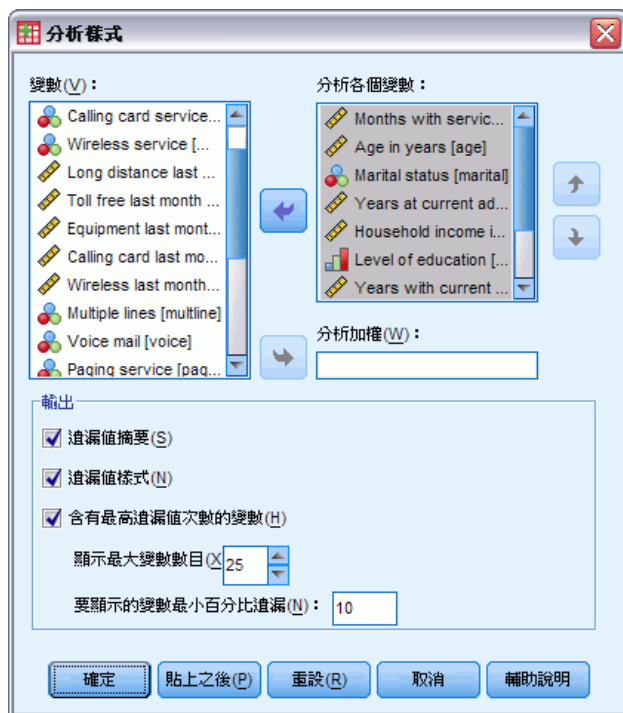 分析樣式
變數(V)：
Calling card service...
Wireless service [...
Long distance last ...
Toll free last month ...
Equipment last mont...
Calling card last mo...
Wireless last month...
Multiple lines [multline]
Voice mail [voice]
Paging service [pag...
分析各個變數：
Months with servic...
Age in years [age]
Marital status [marital]
Years at current ad...
Household income i...
Level of education [...
Years with current ...
分析加權(W)：
輸出
遺漏值摘要(S)
遺漏值樣式(N)
含有最高遺漏值次數的變數(H)
顯示最大變數數目(X 25
要顯示的變數最小百分比遺漏(N)： 10
確定 貼上之後(P) 重設(R) 取消 輔助說明